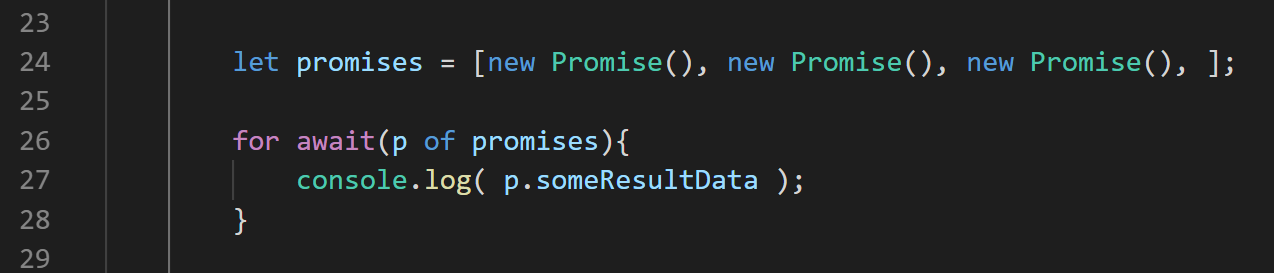 23
24 let promises = [new Promise(), new Promise(), new Promise(), ];
25
26 for await(p of promises){
27 console.log( p.someResultData );
28 }
29